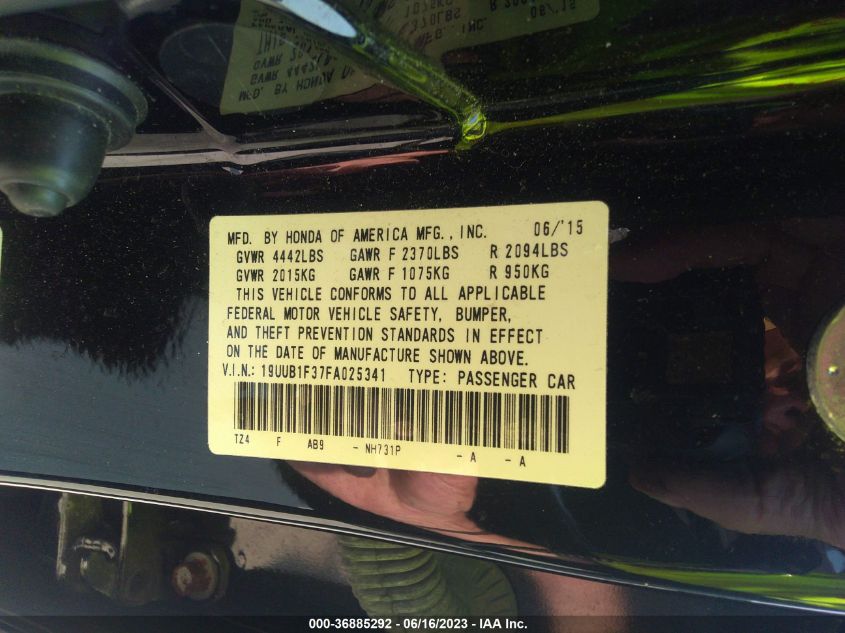 MFD. BY HONDA OF AMERICA MFG., INC. 06/'15
GVWR 4442LBS GAWR F 2370LBS R 2094LBS
GVWR 2015KG GAWR F 1075KG R 950KG
THIS VEHICLE CONFORMS TO ALL APPLICABLE
FEDERAL MOTOR VEHICLE SAFETY, BUMPER,
AND THEFT PREVENTION STANDARDS IN EFFECT
ON THE DATE OF MANUFACTURE SHOWN ABOVE.
V.I.N.: 19UUB1F37FA025341 TYPE: PASSENGER CAR
TZ4 F AB9 - NH731P - A - A
000-36885292 - 06/16/2023 - IAA Inc.